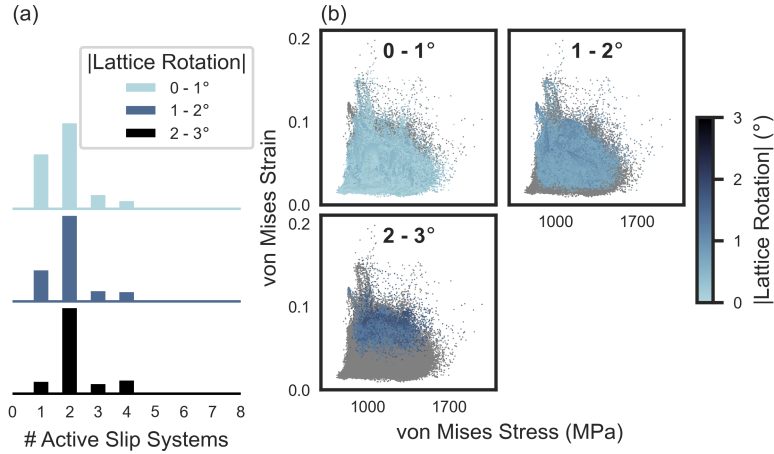 (a)
|Lattice Rotation|
0 - 1°
1 - 2°
2 - 3°
0 1 2 3 4 5 6 7 8
# Active Slip Systems
(b)
von Mises Strain
0.2
0.1
0.0
0 - 1°
1 - 2°
1000 1700
0.2
0.1
0.0
2 - 3°
1000 1700
von Mises Stress (MPa)
3
2
1
0
|Lattice Rotation| (°)